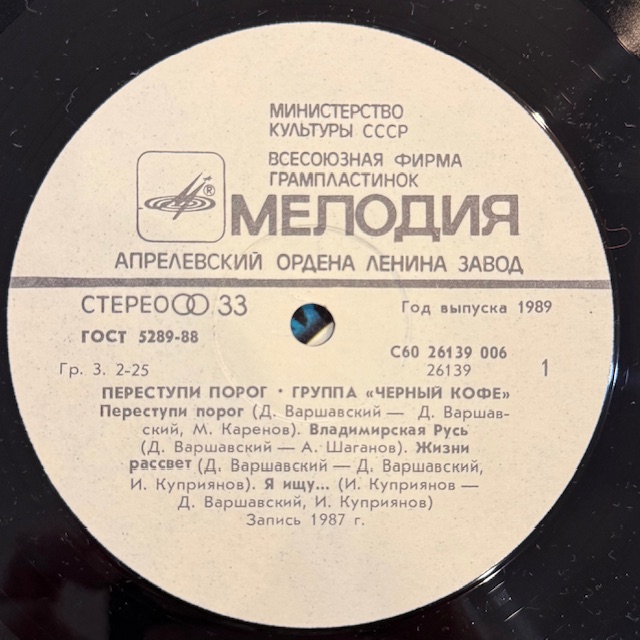 МИНИСТЕРСТВО
КУЛЬТУРЫ СССР
ВСЕСОЮЗНАЯ ФИРМА
ГРАМПЛАСТИНОК
®
МЕЛОДИЯ
АПРЕЛЕВСКИЙ ОРДЕНА ЛЕНИНА ЗАВОД
СТЕРЕО 33
Год выпуска 1989
ГОСТ 5289-88
С60 26139 006
Гр. 3. 2-25
26139
1
ПЕРЕСТУПИ ПОРОГ · ГРУППА «ЧЕРНЫЙ КОФЕ»
Переступи порог (Д. Варшавский — Д. Варшав-
ский, М. Каренов). Владимирская Русь
(Д. Варшавский — А. Шаганов). Жизни
рассвет (Д. Варшавский — Д. Варшавский,
И. Куприянов). Я ищу... (И. Куприянов —
Д. Варшавский, И. Куприянов)
Запись 1987 г.